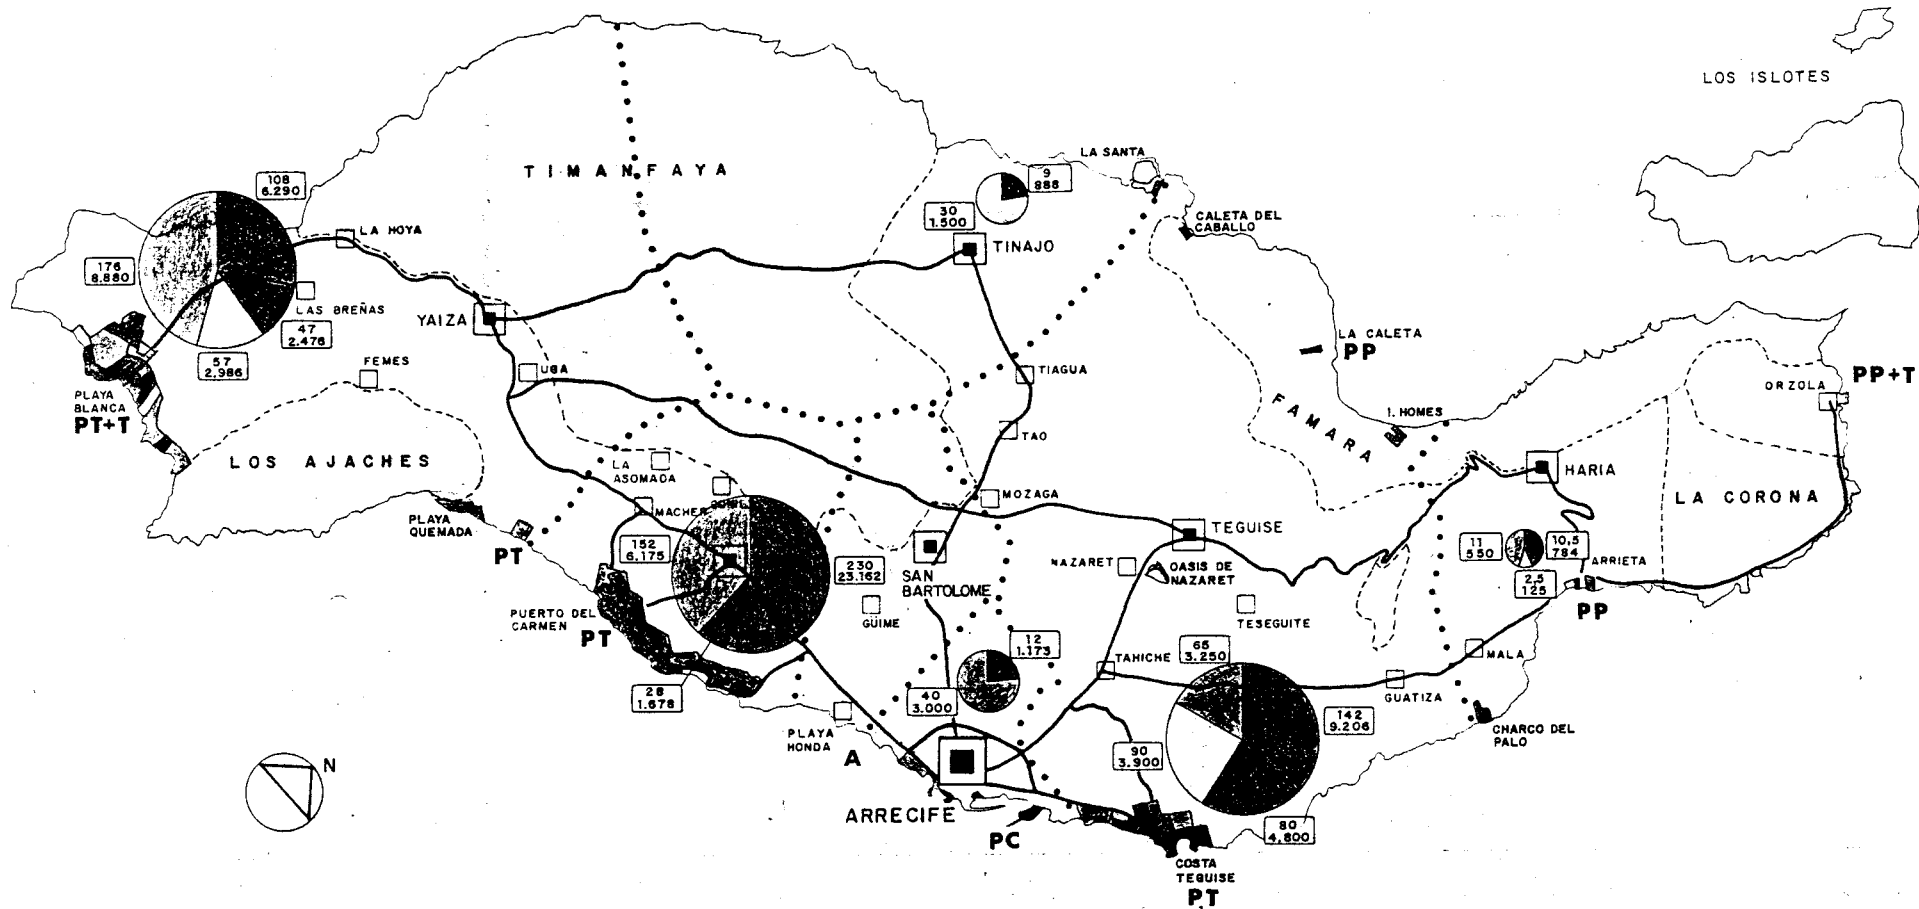 LOS ISLOTES
TIMANFAYA
LA SANTA
9
888
30
1.500
TINAJO
CALETA DEL
CABALLO
108
6.290
176
8.880
LA HOYA
LAS BREÑAS
47
2.476
57
2.986
YAIZA
FEMES
UGA
PLAYA
BLANCA
PT+T
LOS AJACHES
TIAGUA
TAO
LA CALETA
PP
FAMARA
I. HOMES
ORZOLA
PP+T
HARIA
LA CORONA
LA
ASOMADA
MACHER
PLAYA
QUEMADA
PT
MOZAGA
TEGUISE
152
6.175
230
23.162
SAN
BARTOLOME
NAZARET
OASIS DE
NAZARET
11
550
10,5
784
ARRIETA
2,5
125
PP
PUERTO DEL
CARMEN
PT
GÜIME
TESEGUITE
28
1.678
12
1.173
40
3.000
TAHICHE
65
3.250
MALA
GUATIZA
142
9.206
CHARCO DEL
PALO
PLAYA
HONDA
A
90
3.900
N
ARRECIFE
PC
80
4.800
COSTA
TEGUISE
P.T